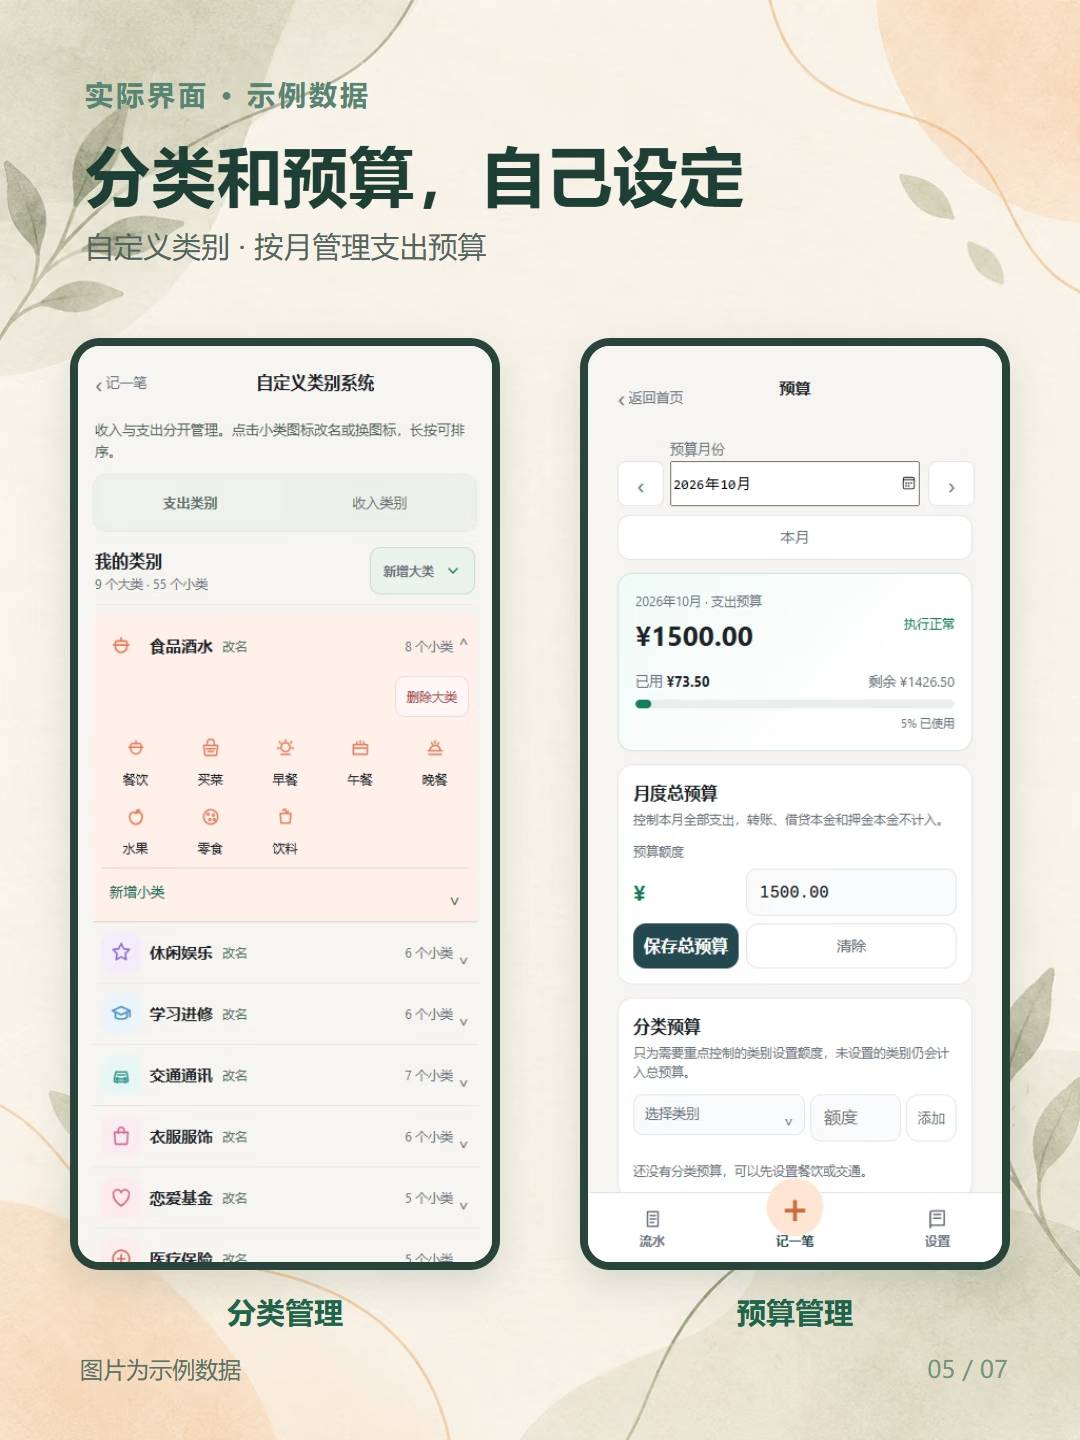 实际界面 · 示例数据
分类和预算，自己设定
自定义类别 · 按月管理支出预算
‹ 记一笔
自定义类别系统
收入与支出分开管理。点击小类图标改名或换图标，长按可排
序。
支出类别
收入类别
我的类别
9 个大类 · 55 个小类
新增大类
食品酒水 改名
8 个小类
删除大类
餐饮 买菜 早餐 午餐 晚餐
水果 零食 饮料
新增小类
休闲娱乐 改名 6 个小类
学习进修 改名 6 个小类
交通通讯 改名 7 个小类
衣服服饰 改名 6 个小类
恋爱基金 改名 5 个小类
医疗保险 改名 5 个小类
分类管理
‹ 返回首页
预算
预算月份
‹ 2026年10月 ›
本月
2026年10月 · 支出预算
¥1500.00
执行正常
已用 ¥73.50
剩余 ¥1426.50
5% 已使用
月度总预算
控制本月全部支出，转账、借贷本金和押金本金不计入。
预算额度
¥ 1500.00
保存总预算 清除
分类预算
只为需要重点控制的类别设置额度，未设置的类别仍会计
入总预算。
选择类别 额度 添加
还没有分类预算，可以先设置餐饮或交通。
流水 记一笔 设置
预算管理
图片为示例数据
05 / 07